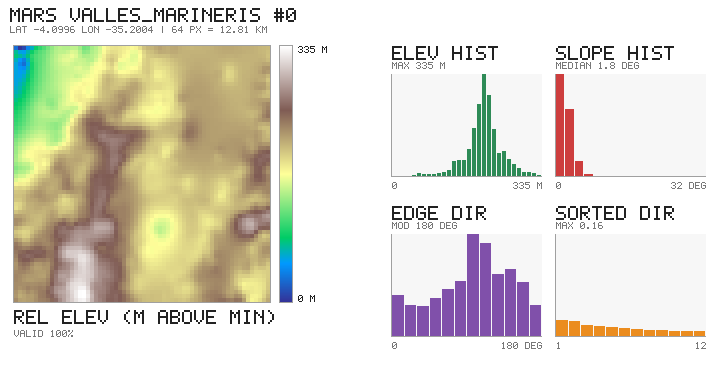 MARS VALLES_MARINERIS #0
LAT -4.0996 LON -35.2004 | 64 PX = 12.81 KM
335 M
0 M
REL ELEV (M ABOVE MIN)
VALID 100%
ELEV HIST
MAX 335 M
0 335 M
SLOPE HIST
MEDIAN 1.8 DEG
0 32 DEG
EDGE DIR
MOD 180 DEG
0 180 DEG
SORTED DIR
MAX 0.16
1 12